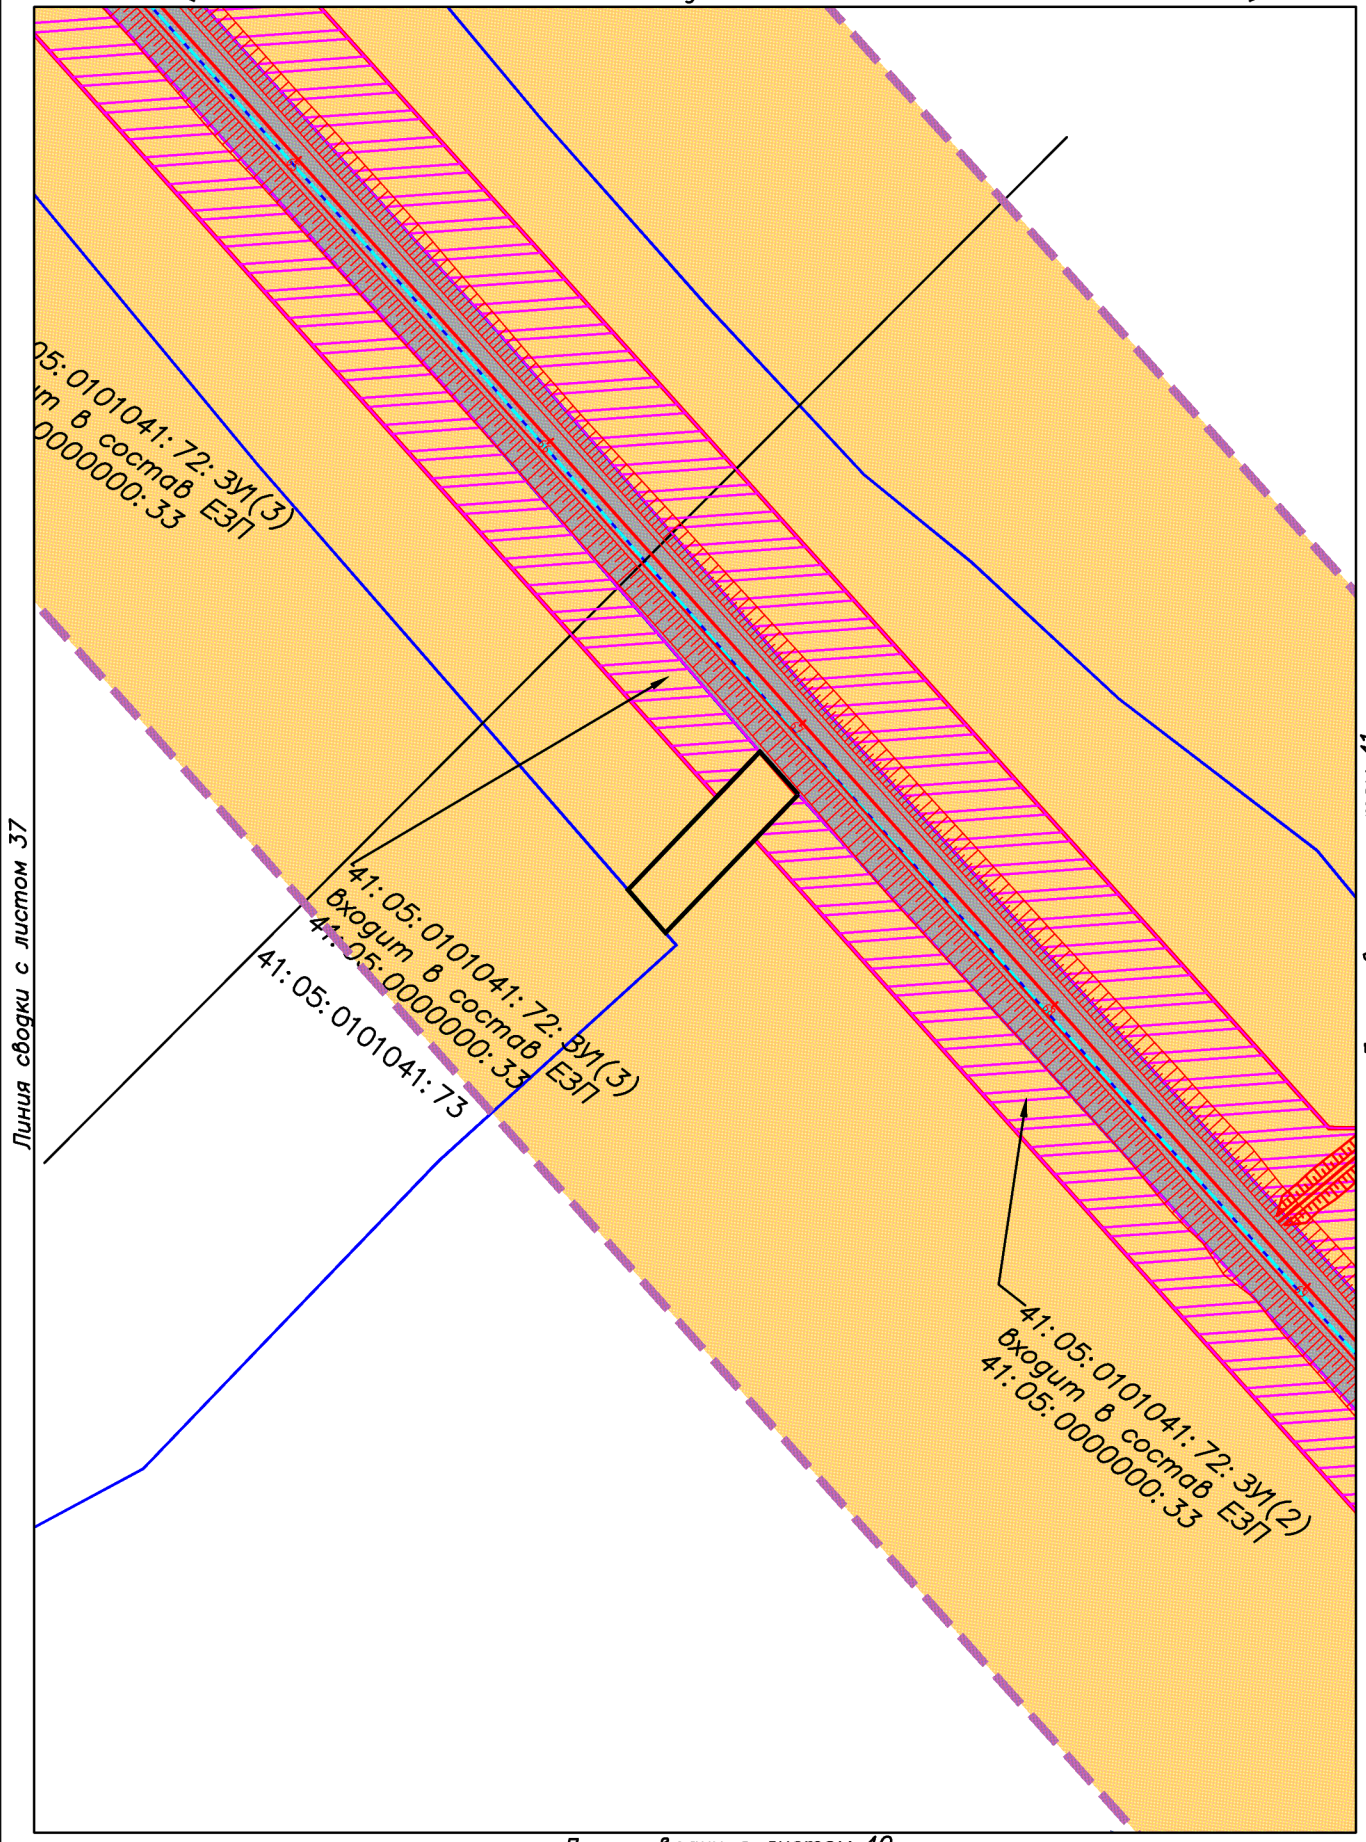 05:0101041:72:ЗУ1(3)
в состав ЕЗП
0000000:33
41:05:0101041:72:ЗУ1(3)
входит в состав ЕЗП
41:05:0000000:33
41:05:0101041:73
41:05:0101041:72:ЗУ1(2)
входит в состав ЕЗП
41:05:0000000:33
Линия сводки с листом 37